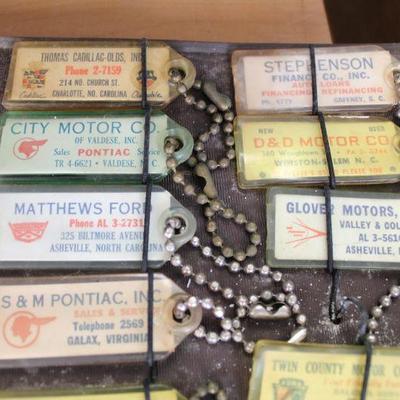 THOMAS CADILLAC-OLDS, INC.
Phone 2-7159
214 NO. CHURCH ST.
CHARLOTTE, NO. CAROLINA
Cadillac
CITY MOTOR CO.
OF VALDESE, INC.
Sales PONTIAC Service
TR 4-6621 • VALDESE, N.C.
MATTHEWS FORD
Phone AL 3-2731
325 BILTMORE AVENUE
ASHEVILLE, NORTH CAROLINA
S & M PONTIAC, INC.
SALES & SERVICE
Telephone 2569
GALAX, VIRGINIA
STEPHENSON
FINANCE CO., INC.
AUTO LOANS
FINANCING-REFINANCING
GAFFNEY, S. C.
NEW USED
D&D MOTOR CO.
WINSTON-SALEM N. C.
GLOVER MOTORS,
VALLEY &
AL 3-561
ASHEVILLE,
TWIN COUNTY MOTOR